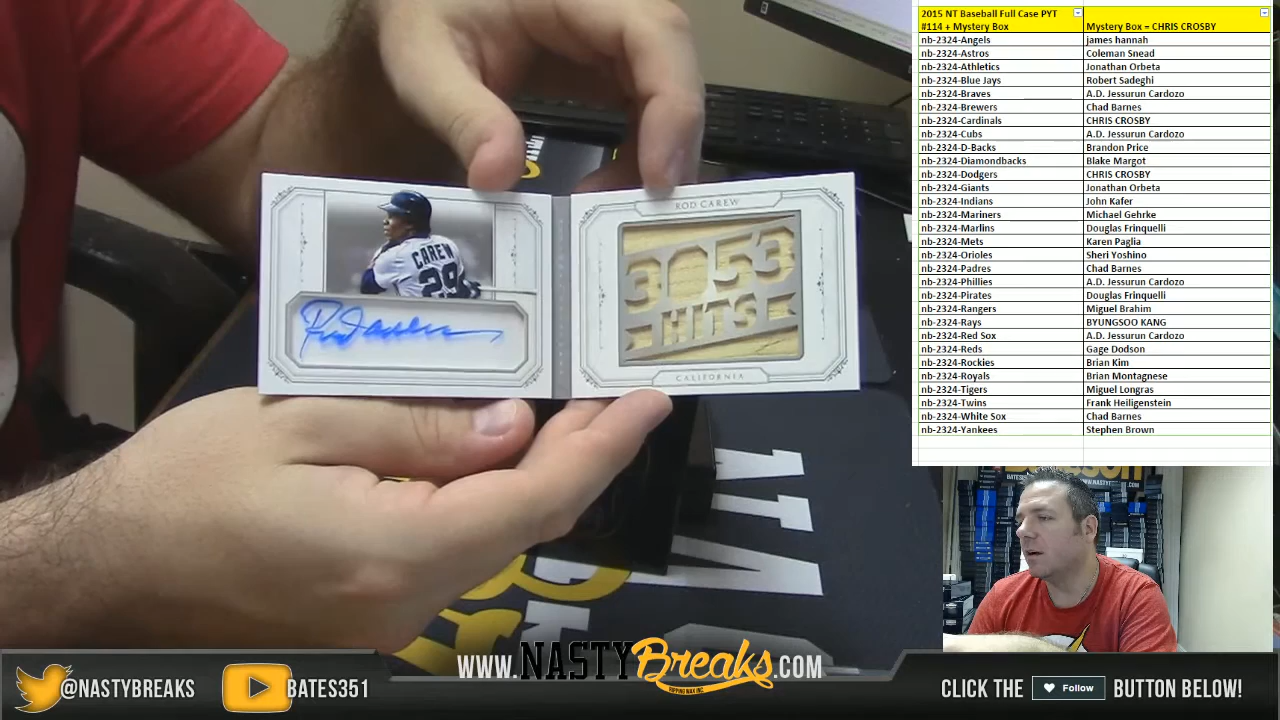 2015 NT Baseball Full Case PYT
#114 + Mystery Box
Mystery Box = CHRIS CROSBY
nb-2324-Angels james hannah
nb-2324-Astros Coleman Snead
nb-2324-Athletics Jonathan Orbeta
nb-2324-Blue Jays Robert Sadeghi
nb-2324-Braves A.D. Jessurun Cardozo
nb-2324-Brewers Chad Barnes
nb-2324-Cardinals CHRIS CROSBY
nb-2324-Cubs A.D. Jessurun Cardozo
nb-2324-D-Backs Brandon Price
nb-2324-Diamondbacks Blake Margot
nb-2324-Dodgers CHRIS CROSBY
nb-2324-Giants Jonathan Orbeta
nb-2324-Indians John Kafer
nb-2324-Mariners Michael Gehrke
nb-2324-Marlins Douglas Frinquelli
nb-2324-Mets Karen Paglia
nb-2324-Orioles Sheri Yoshino
nb-2324-Padres Chad Barnes
nb-2324-Phillies A.D. Jessurun Cardozo
nb-2324-Pirates Douglas Frinquelli
nb-2324-Rangers Miguel Brahim
nb-2324-Rays BYUNGSOO KANG
nb-2324-Red Sox A.D. Jessurun Cardozo
nb-2324-Reds Gage Dodson
nb-2324-Rockies Brian Kim
nb-2324-Royals Brian Montagnese
nb-2324-Tigers Miguel Longras
nb-2324-Twins Frank Heiligenstein
nb-2324-White Sox Chad Barnes
nb-2324-Yankees Stephen Brown
CAREW
29
ROD CAREW
3053
HITS
CALIFORNIA
@NASTYBREAKS
BATES351
WWW.NASTYBreaks.COM
RIPPING WAX INC.
CLICK THE Follow BUTTON BELOW!